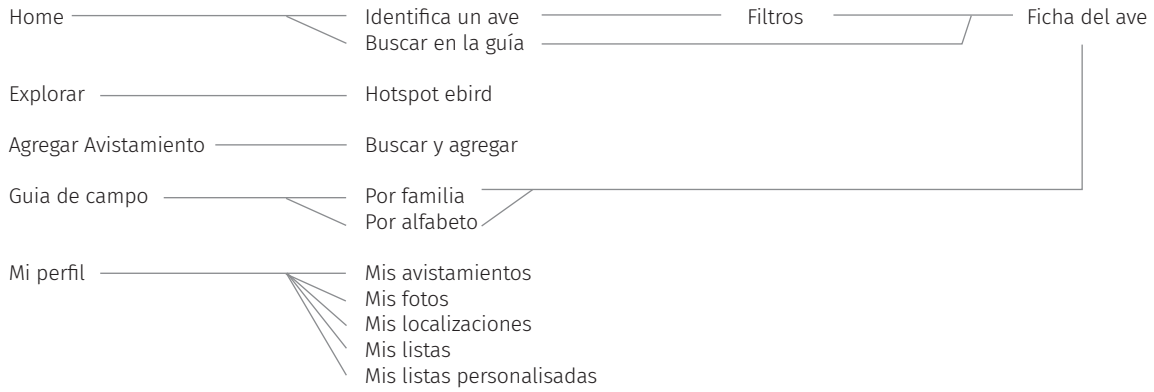 Home Identifica un ave Filtros Ficha del ave
Buscar en la guía
Explorar Hotspot ebird
Agregar Avistamiento Buscar y agregar
Guia de campo Por familia
Por alfabeto
Mi perfil Mis avistamientos
Mis fotos
Mis localizaciones
Mis listas
Mis listas personalisadas